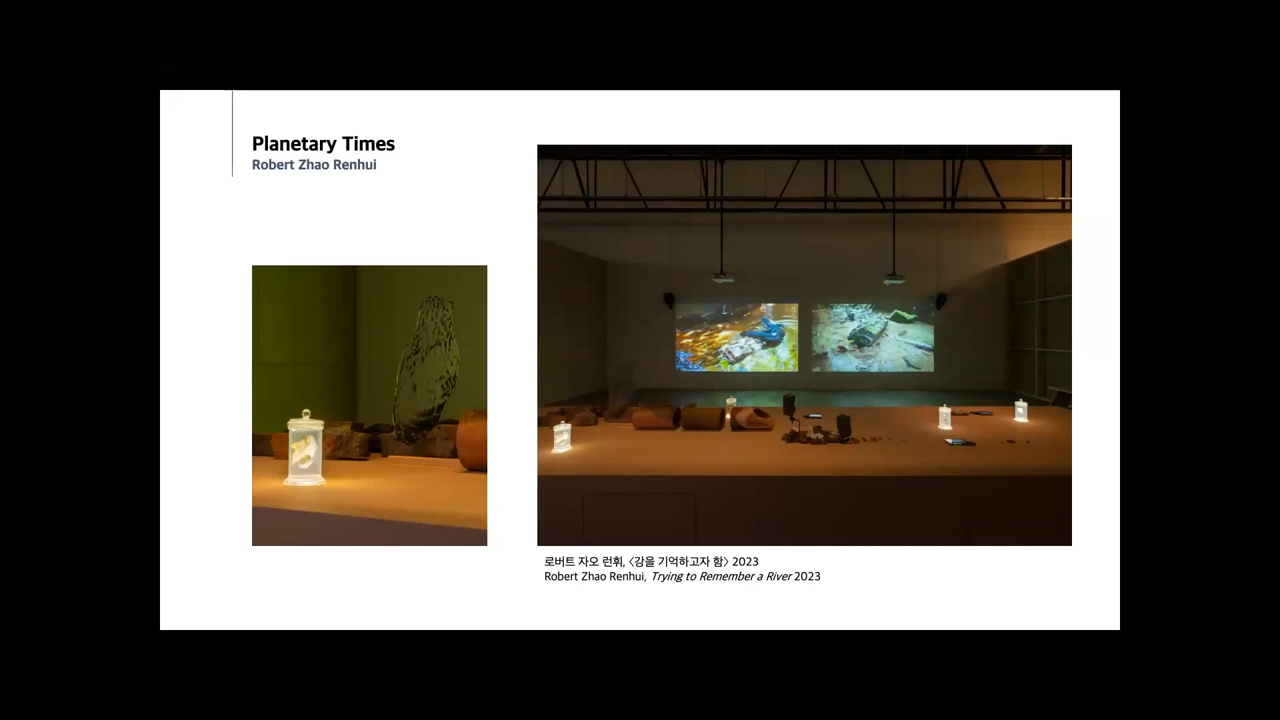 Planetary Times
Robert Zhao Renhui
로버트 자오 런휘, 〈강을 기억하고자 함〉 2023
Robert Zhao Renhui, Trying to Remember a River 2023